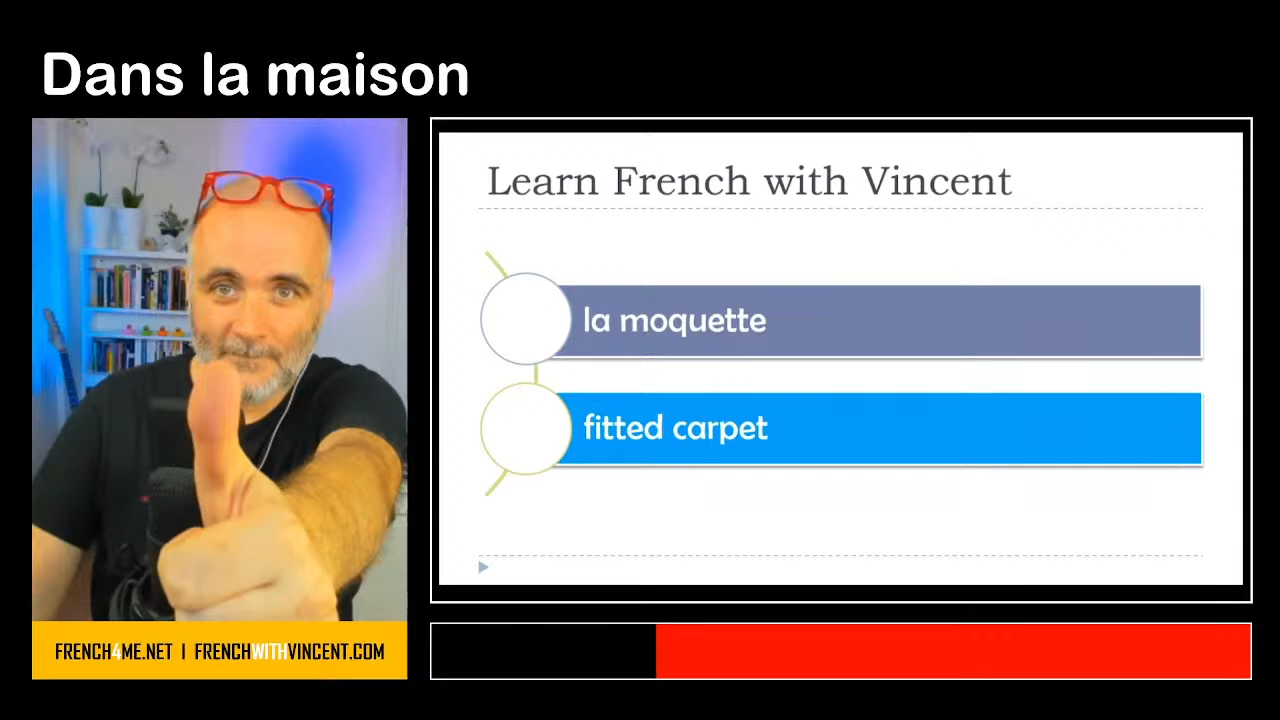 Dans la maison
Learn French with Vincent
la moquette
fitted carpet
FRENCH4ME.NET | FRENCHWITHVINCENT.COM